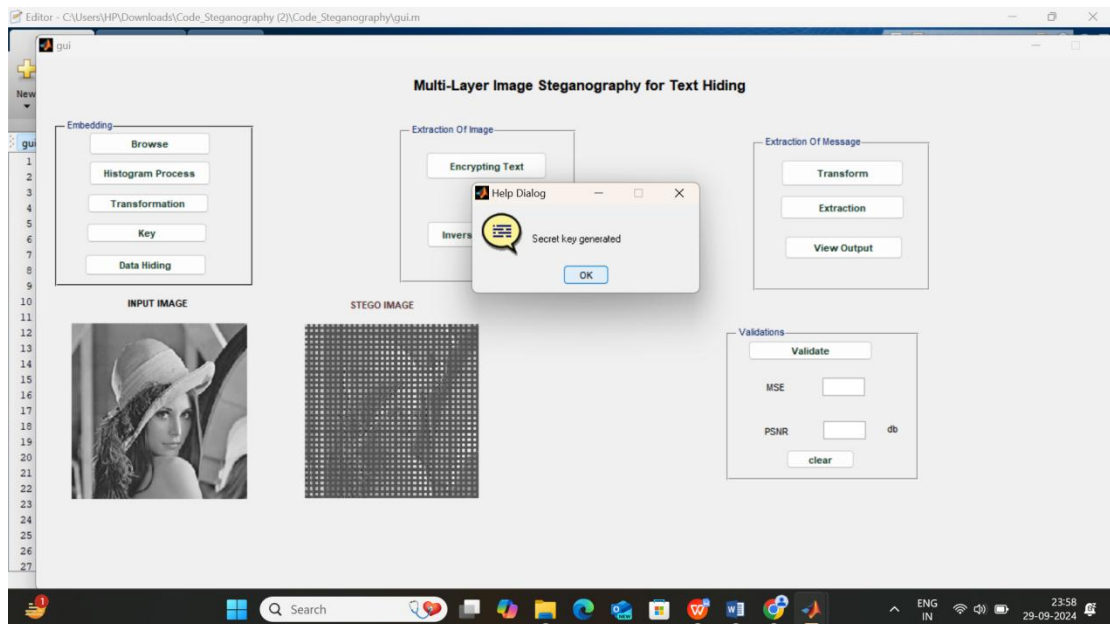 Editor - C:\Users\HP\Downloads\Code_Steganography (2)\Code_Steganography\gui.m
gui
New
gui
1
2
3
4
5
6
7
8
9
10
11
12
13
14
15
16
17
18
19
20
21
22
23
24
25
26
27
Multi-Layer Image Steganography for Text Hiding
Embedding
Browse
Histogram Process
Transformation
Key
Data Hiding
Extraction Of Image
Encrypting Text
Invers
Help Dialog
Secret key generated
OK
Extraction Of Message
Transform
Extraction
View Output
INPUT IMAGE
STEGO IMAGE
Validations
Validate
MSE
PSNR
db
clear
1
Search
ENG
IN
23:58
29-09-2024